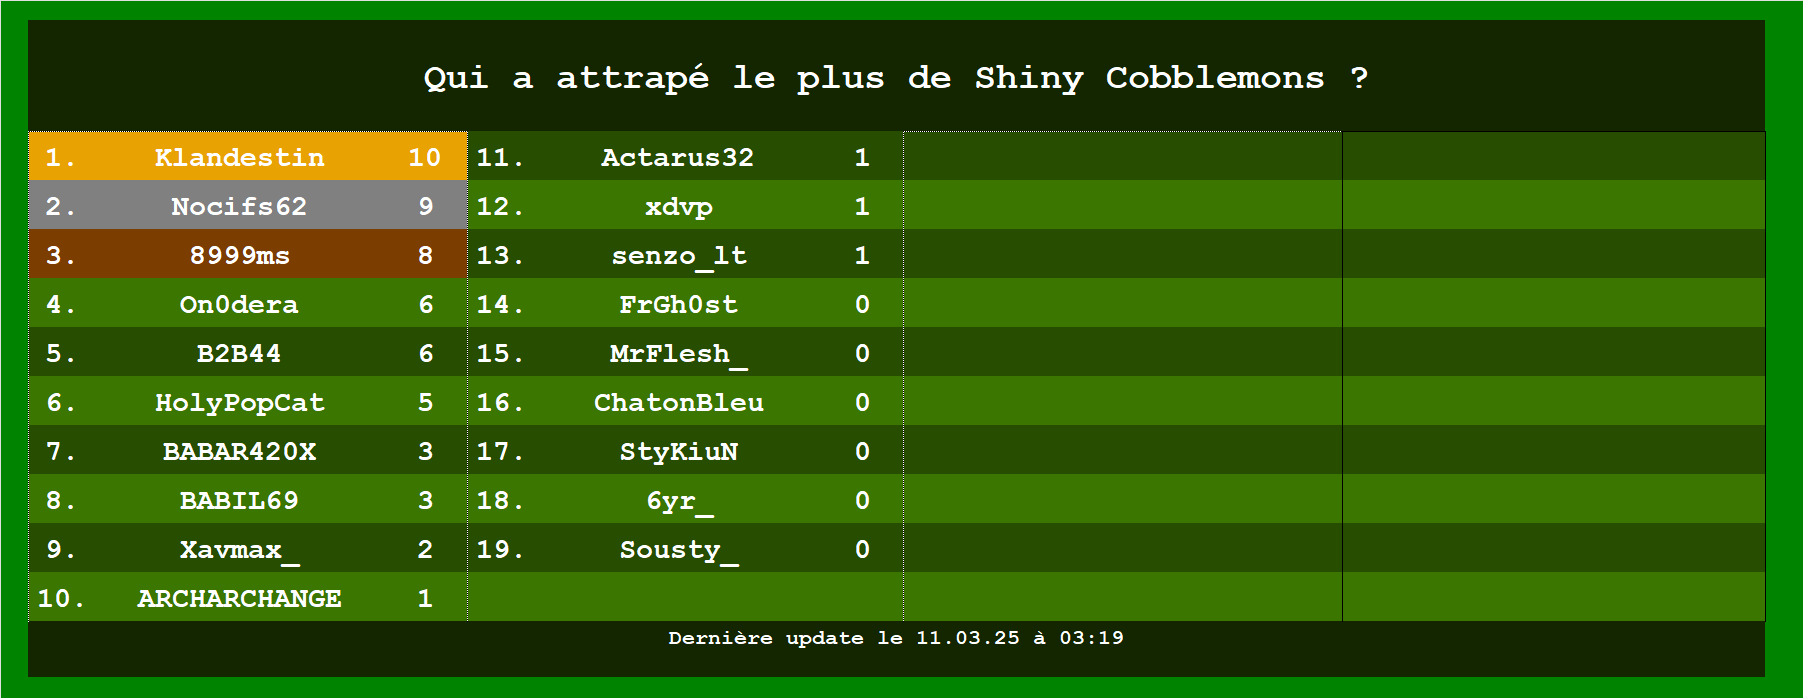 Qui a attrapé le plus de Shiny Cobblemons ?
1. Klandestin 10
2. Nocifs62 9
3. 8999ms 8
4. On0dera 6
5. B2B44 6
6. HolyPopCat 5
7. BABAR420X 3
8. BABIL69 3
9. Xavmax_ 2
10. ARCHARCHANGE 1
11. Actarus32 1
12. xdvp 1
13. senzo_lt 1
14. FrGh0st 0
15. MrFlesh_ 0
16. ChatonBleu 0
17. StyKiuN 0
18. 6yr_ 0
19. Sousty_ 0
Dernière update le 11.03.25 à 03:19